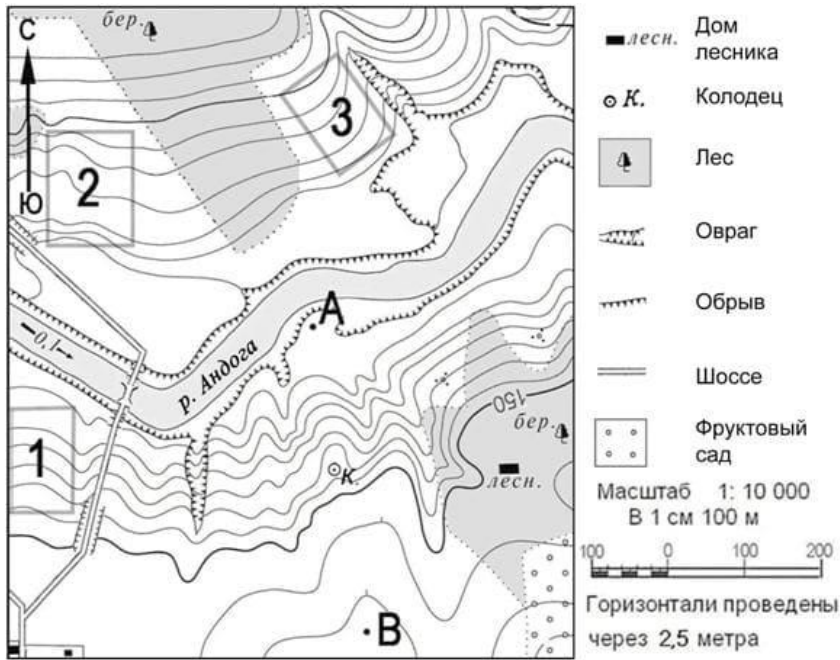 С
Ю
бер.
3
2
А
0,1
р. Андога
1
К.
150
бер.
лесн.
В
лесн.
Дом
лесника
К.
Колодец
Лес
Овраг
Обрыв
Шоссе
Фруктовый
сад
Масштаб 1: 10 000
В 1 см 100 м
100 0 100 200
Горизонтали проведены
через 2,5 метра